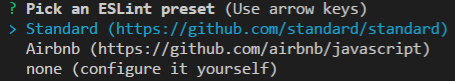 ? Pick an ESLint preset (Use arrow keys)
> Standard (https://github.com/standard/standard)
Airbnb (https://github.com/airbnb/javascript)
none (configure it yourself)